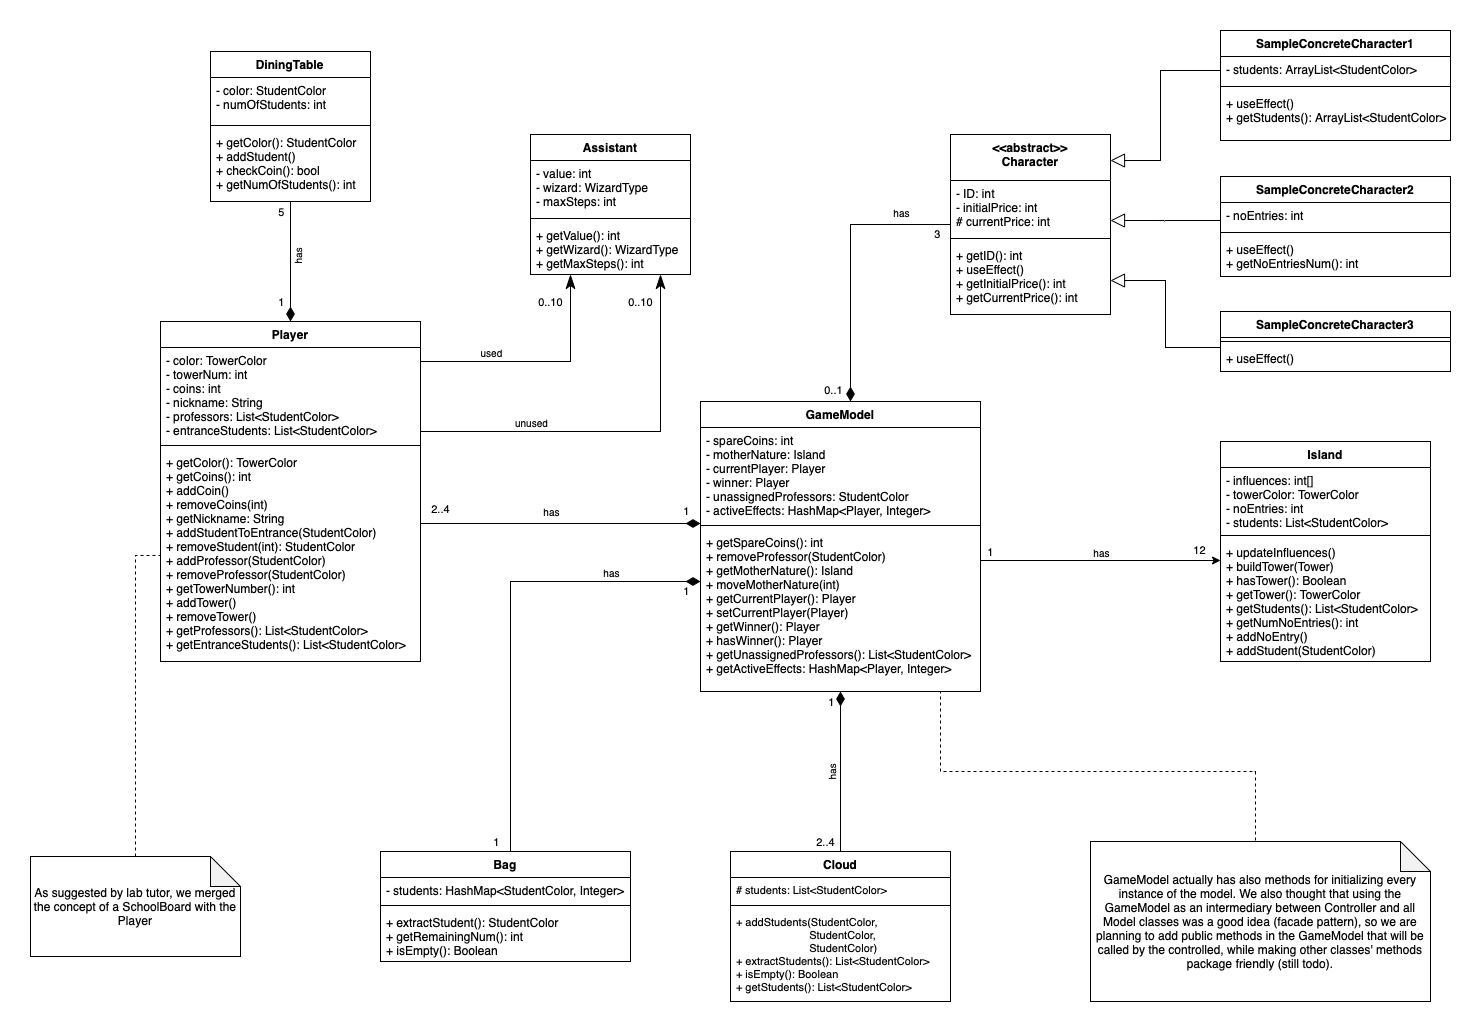 DiningTable
- color: StudentColor
- numOfStudents: int
+ getColor(): StudentColor
+ addStudent()
+ checkCoin(): bool
+ getNumOfStudents(): int
5
has
1
Assistant
- value: int
- wizard: WizardType
- maxSteps: int
+ getValue(): int
+ getWizard(): WizardType
+ getMaxSteps(): int
0..10
0..10
used
unused
<<abstract>>
Character
- ID: int
- initialPrice: int
# currentPrice: int
+ getID(): int
+ useEffect()
+ getInitialPrice(): int
+ getCurrentPrice(): int
has
3
0..1
SampleConcreteCharacter1
- students: ArrayList<StudentColor>
+ useEffect()
+ getStudents(): ArrayList<StudentColor>
SampleConcreteCharacter2
- noEntries: int
+ useEffect()
+ getNoEntriesNum(): int
SampleConcreteCharacter3
+ useEffect()
Player
- color: TowerColor
- towerNum: int
- coins: int
- nickname: String
- professors: List<StudentColor>
- entranceStudents: List<StudentColor>
+ getColor(): TowerColor
+ getCoins(): int
+ addCoin()
+ removeCoins(int)
+ getNickname: String
+ addStudentToEntrance(StudentColor)
+ removeStudent(int): StudentColor
+ addProfessor(StudentColor)
+ removeProfessor(StudentColor)
+ getTowerNumber(): int
+ addTower()
+ removeTower()
+ getProfessors(): List<StudentColor>
+ getEntranceStudents(): List<StudentColor>
2..4
has
1
has
1
1
GameModel
- spareCoins: int
- motherNature: Island
- currentPlayer: Player
- winner: Player
- unassignedProfessors: StudentColor
- activeEffects: HashMap<Player, Integer>
+ getSpareCoins(): int
+ removeProfessor(StudentColor)
+ getMotherNature(): Island
+ moveMotherNature(int)
+ getCurrentPlayer(): Player
+ setCurrentPlayer(Player)
+ getWinner(): Player
+ hasWinner(): Player
+ getUnassignedProfessors(): List<StudentColor>
+ getActiveEffects: HashMap<Player, Integer>
1
has
12
Island
- influences: int[]
- towerColor: TowerColor
- noEntries: int
- students: List<StudentColor>
+ updateInfluences()
+ buildTower(Tower)
+ hasTower(): Boolean
+ getTower(): TowerColor
+ getStudents(): List<StudentColor>
+ getNumNoEntries(): int
+ addNoEntry()
+ addStudent(StudentColor)
1
has
2..4
As suggested by lab tutor, we merged
the concept of a SchoolBoard with the
Player
Bag
- students: HashMap<StudentColor, Integer>
+ extractStudent(): StudentColor
+ getRemainingNum(): int
+ isEmpty(): Boolean
Cloud
# students: List<StudentColor>
+ addStudents(StudentColor,
StudentColor,
StudentColor)
+ extractStudents(): List<StudentColor>
+ isEmpty(): Boolean
+ getStudents(): List<StudentColor>
GameModel actually has also methods for initializing every
instance of the model. We also thought that using the
GameModel as an intermediary between Controller and all
Model classes was a good idea (facade pattern), so we are
planning to add public methods in the GameModel that will be
called by the controlled, while making other classes' methods
package friendly (still todo).